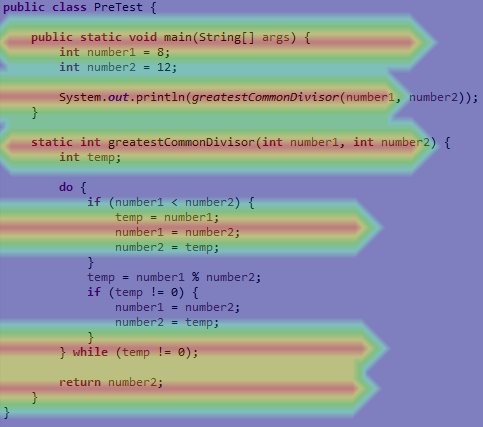 public class PreTest {
public static void main(String[] args) {
int number1 = 8;
int number2 = 12;
System.out.println(greatestCommonDivisor(number1, number2));
}
static int greatestCommonDivisor(int number1, int number2) {
int temp;
do {
if (number1 < number2) {
temp = number1;
number1 = number2;
number2 = temp;
}
temp = number1 % number2;
if (temp != 0) {
number1 = number2;
number2 = temp;
}
} while (temp != 0);
return number2;
}
}